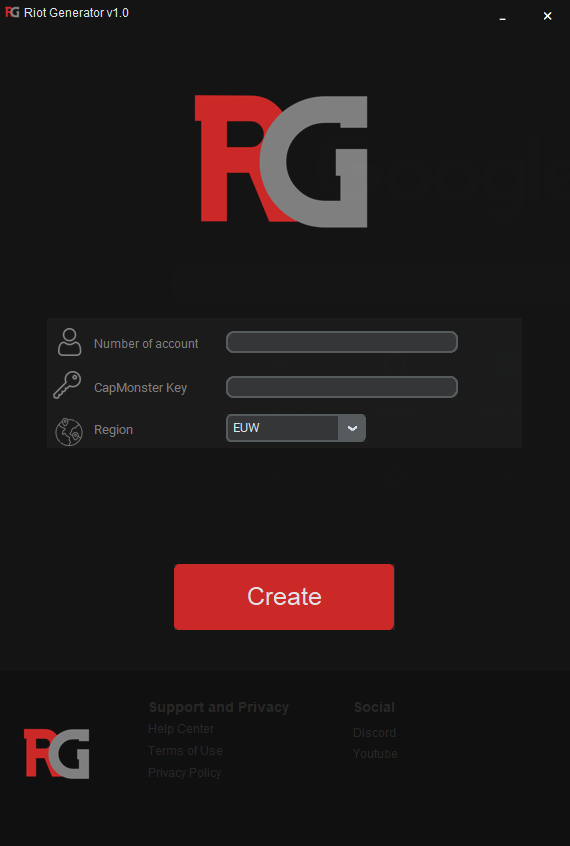 RG Riot Generator v1.0
RG
Number of account
CapMonster Key
Region
EUW
Create
Support and Privacy
Help Center
Terms of Use
Privacy Policy
Social
Discord
Youtube
RG